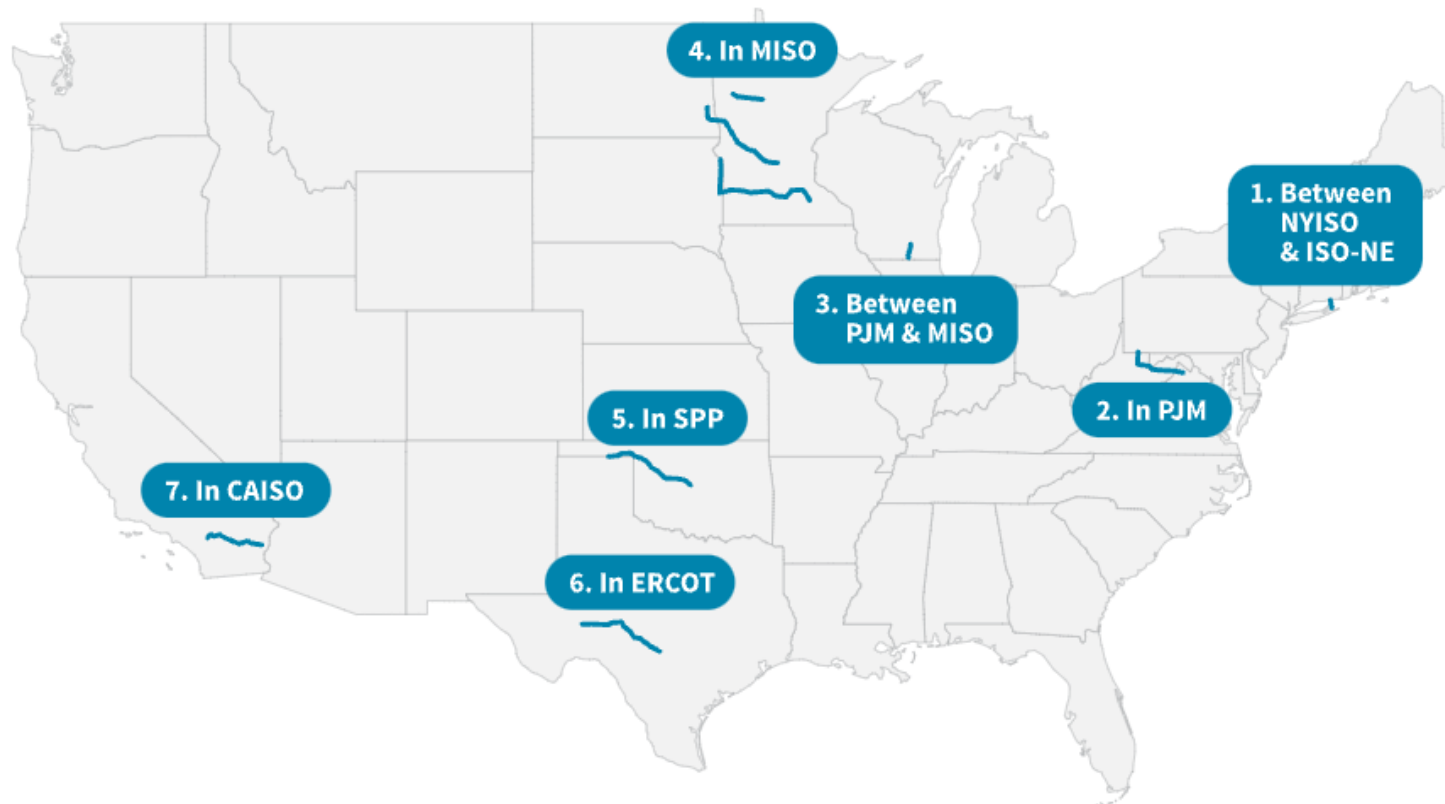 4. In MISO
1. Between
NYISO
& ISO-NE
3. Between
PJM & MISO
2. In PJM
5. In SPP
7. In CAISO
6. In ERCOT